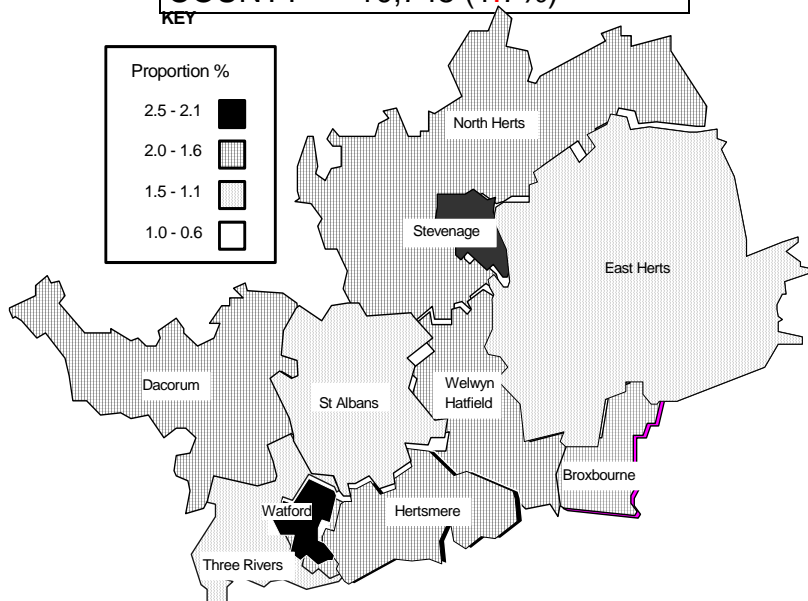 KEY
Proportion %
2.5 - 2.1
2.0 - 1.6
1.5 - 1.1
1.0 - 0.6
North Herts
Stevenage
East Herts
Dacorum
St Albans
Welwyn
Hatfield
Broxbourne
Watford
Hertsmere
Three Rivers